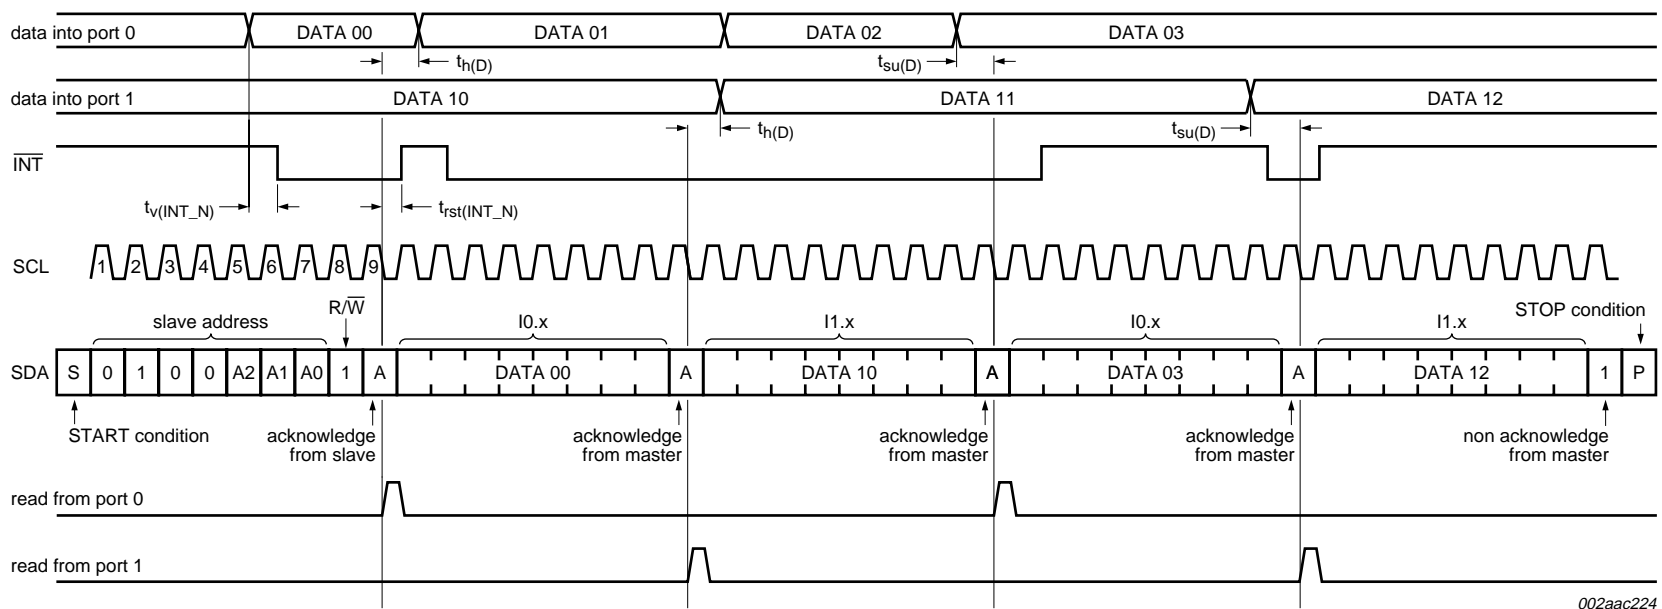 data into port 0
DATA 00
DATA 01
DATA 02
DATA 03
th(D)
tsu(D)
data into port 1
DATA 10
DATA 11
DATA 12
th(D)
tsu(D)
INT
tv(INT_N)
trst(INT_N)
SCL
1 2 3 4 5 6 7 8 9
R/W
STOP condition
slave address
I0.x
I1.x
I0.x
I1.x
SDA
S 0 1 0 0 A2 A1 A0 1 A DATA 00 A DATA 10 A DATA 03 A DATA 12 1 P
START condition
acknowledge
from slave
acknowledge
from master
acknowledge
from master
acknowledge
from master
non acknowledge
from master
read from port 0
read from port 1
002aac224